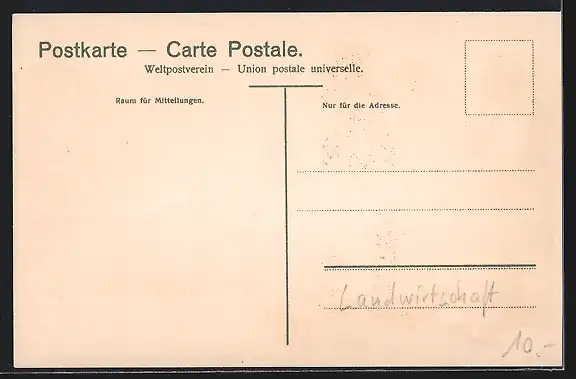 Postkarte — Carte Postale.
Weltpostverein — Union postale universelle.
Raum für Mitteilungen.
Nur für die Adresse.
Landwirtschaft
10.-